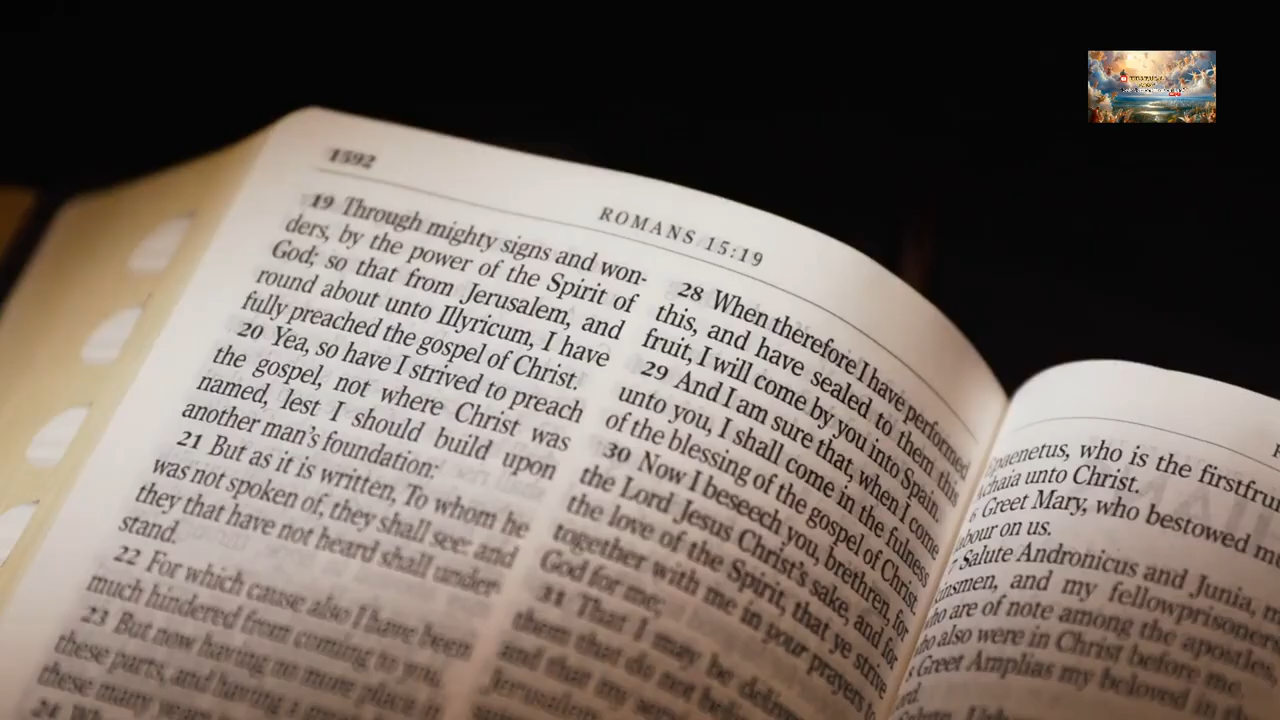 1592
ROMANS 15:19
19 Through mighty signs and won-
ders, by the power of the Spirit of
God; so that from Jerusalem, and
round about unto Illyricum, I have
fully preached the gospel of Christ.
20 Yea, so have I strived to preach
the gospel, not where Christ was
named, lest I should build upon
another man's foundation:
21 But as it is written, To whom he
was not spoken of, they shall see: and
they that have not heard shall under-
stand.
22 For which cause also I have been
much hindered from coming to you.
23 But now having no more place in
these parts, and having a great
these many years
24
28 When therefore I have performed
this, and have sealed to them this
fruit, I will come by you into Spain.
29 And I am sure that, when I come
unto you, I shall come in the fulness
of the blessing of the gospel of Christ.
30 Now I beseech you, brethren, for
the Lord Jesus Christ's sake, and for
the love of the Spirit, that ye strive
together with me in your prayers to
God for me;
31 That I may be delivered
them that do not believe
and that my
Jerusalem
paenetus, who is the firstfru
chaia unto Christ.
6 Greet Mary, who bestowed m
abour on us.
7 Salute Andronicus and Junia, m
insmen, and my fellowprisoners
ho are of note among the apostles,
ho also were in Christ before me.
8 Greet Amplias my beloved in th
rd.